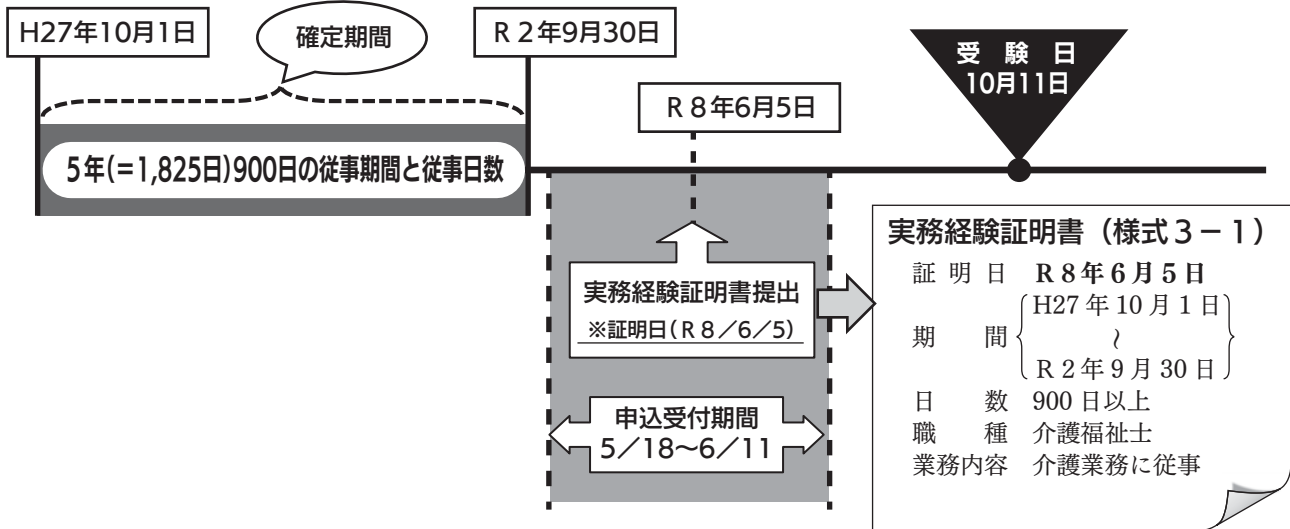 H27年10月1日
確定期間
R 2年9月30日
R 8年6月5日
受 験 日
10月11日
5年(=1,825日)900日の従事期間と従事日数
実務経験証明書提出
※証明日(R 8/6/5)
申込受付期間
5/18~6/11
実務経験証明書(様式3-1)
証 明 日 R 8年6月5日
期 間 H27年10月1日
~
R 2年9月30日
日 数 900日以上
職 種 介護福祉士
業務内容 介護業務に従事